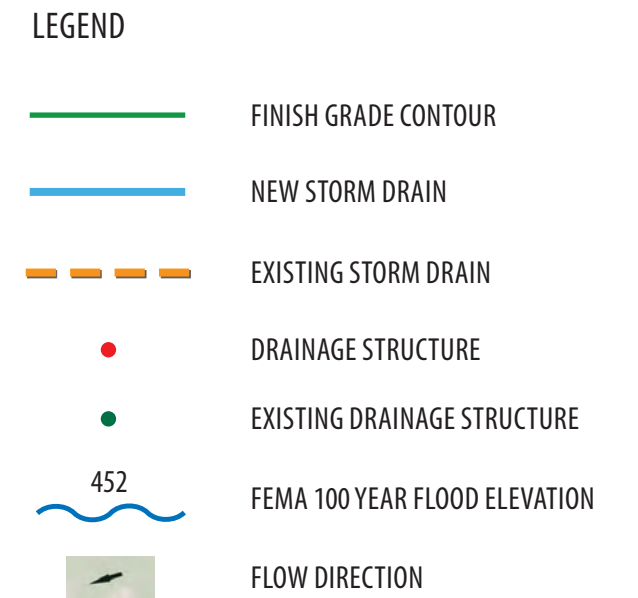 LEGEND
FINISH GRADE CONTOUR
NEW STORM DRAIN
EXISTING STORM DRAIN
DRAINAGE STRUCTURE
EXISTING DRAINAGE STRUCTURE
452
FEMA 100 YEAR FLOOD ELEVATION
FLOW DIRECTION